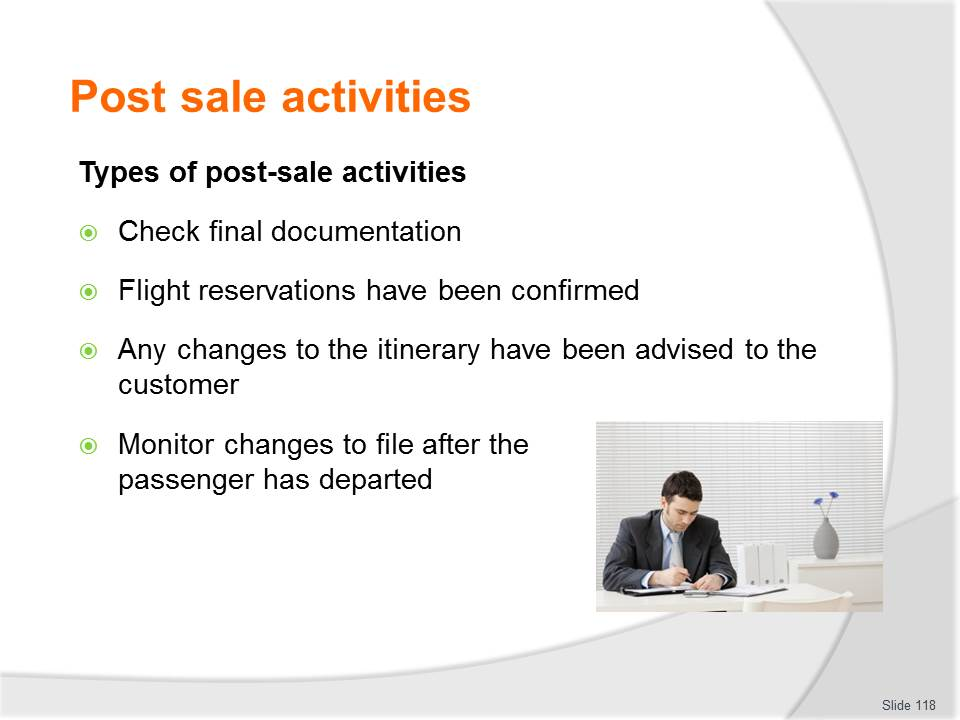 Post sale activities
Types of post-sale activities
Check final documentation
Flight reservations have been confirmed
Any changes to the itinerary have been advised to the
customer
Monitor changes to file after the
passenger has departed
Slide 118